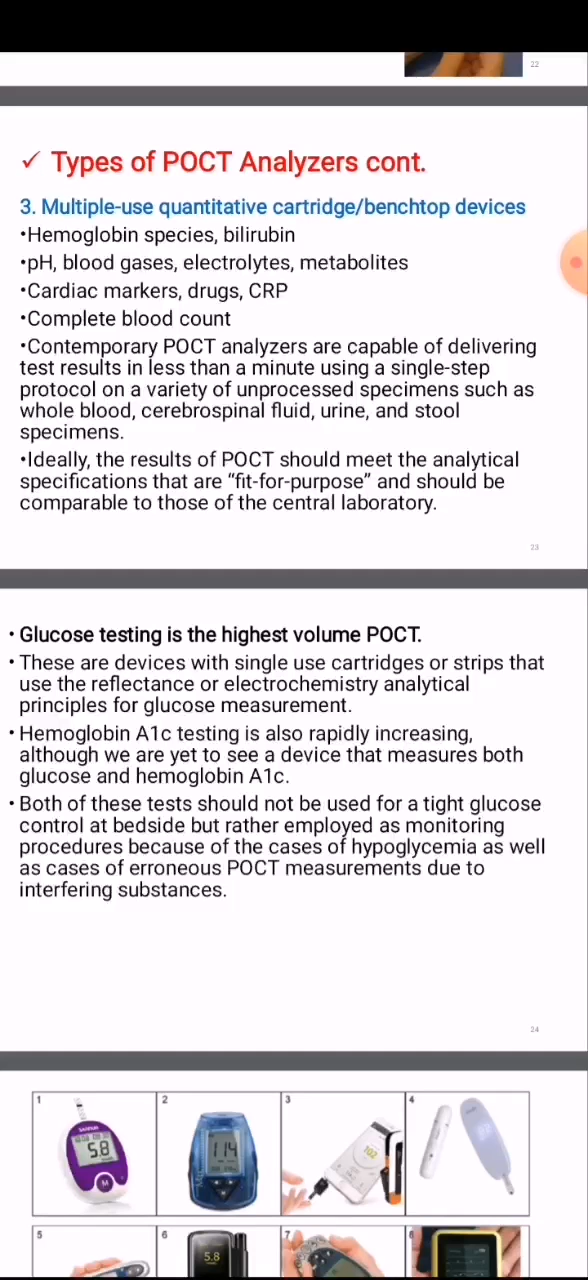 22
✓ Types of POCT Analyzers cont.
3. Multiple-use quantitative cartridge/benchtop devices
•Hemoglobin species, bilirubin
•pH, blood gases, electrolytes, metabolites
•Cardiac markers, drugs, CRP
•Complete blood count
•Contemporary POCT analyzers are capable of delivering
test results in less than a minute using a single-step
protocol on a variety of unprocessed specimens such as
whole blood, cerebrospinal fluid, urine, and stool
specimens.
•Ideally, the results of POCT should meet the analytical
specifications that are “fit-for-purpose” and should be
comparable to those of the central laboratory.
23
• Glucose testing is the highest volume POCT.
• These are devices with single use cartridges or strips that
use the reflectance or electrochemistry analytical
principles for glucose measurement.
• Hemoglobin A1c testing is also rapidly increasing,
although we are yet to see a device that measures both
glucose and hemoglobin A1c.
• Both of these tests should not be used for a tight glucose
control at bedside but rather employed as monitoring
procedures because of the cases of hypoglycemia as well
as cases of erroneous POCT measurements due to
interfering substances.
24
1 2 3 4
5.8 114 102
M
5 6 7 8
5.8